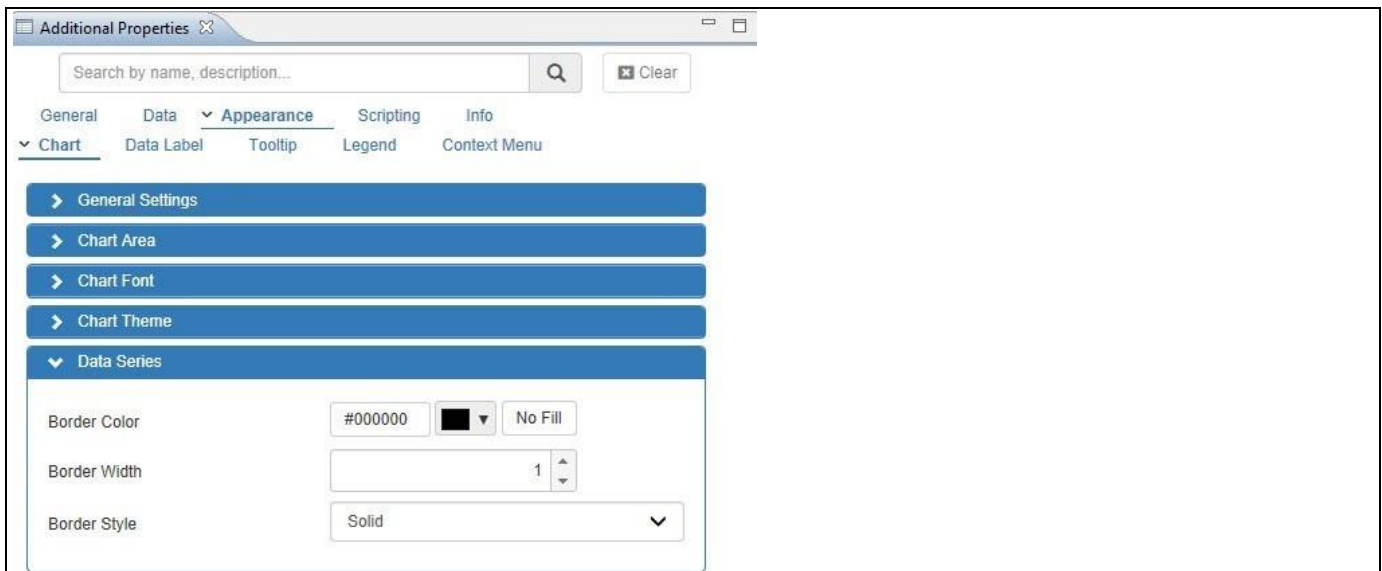 Additional Properties
Search by name, description...
Clear
General Data Appearance Scripting Info
Chart Data Label Tooltip Legend Context Menu
General Settings
Chart Area
Chart Font
Chart Theme
Data Series
Border Color #000000 No Fill
Border Width 1
Border Style Solid